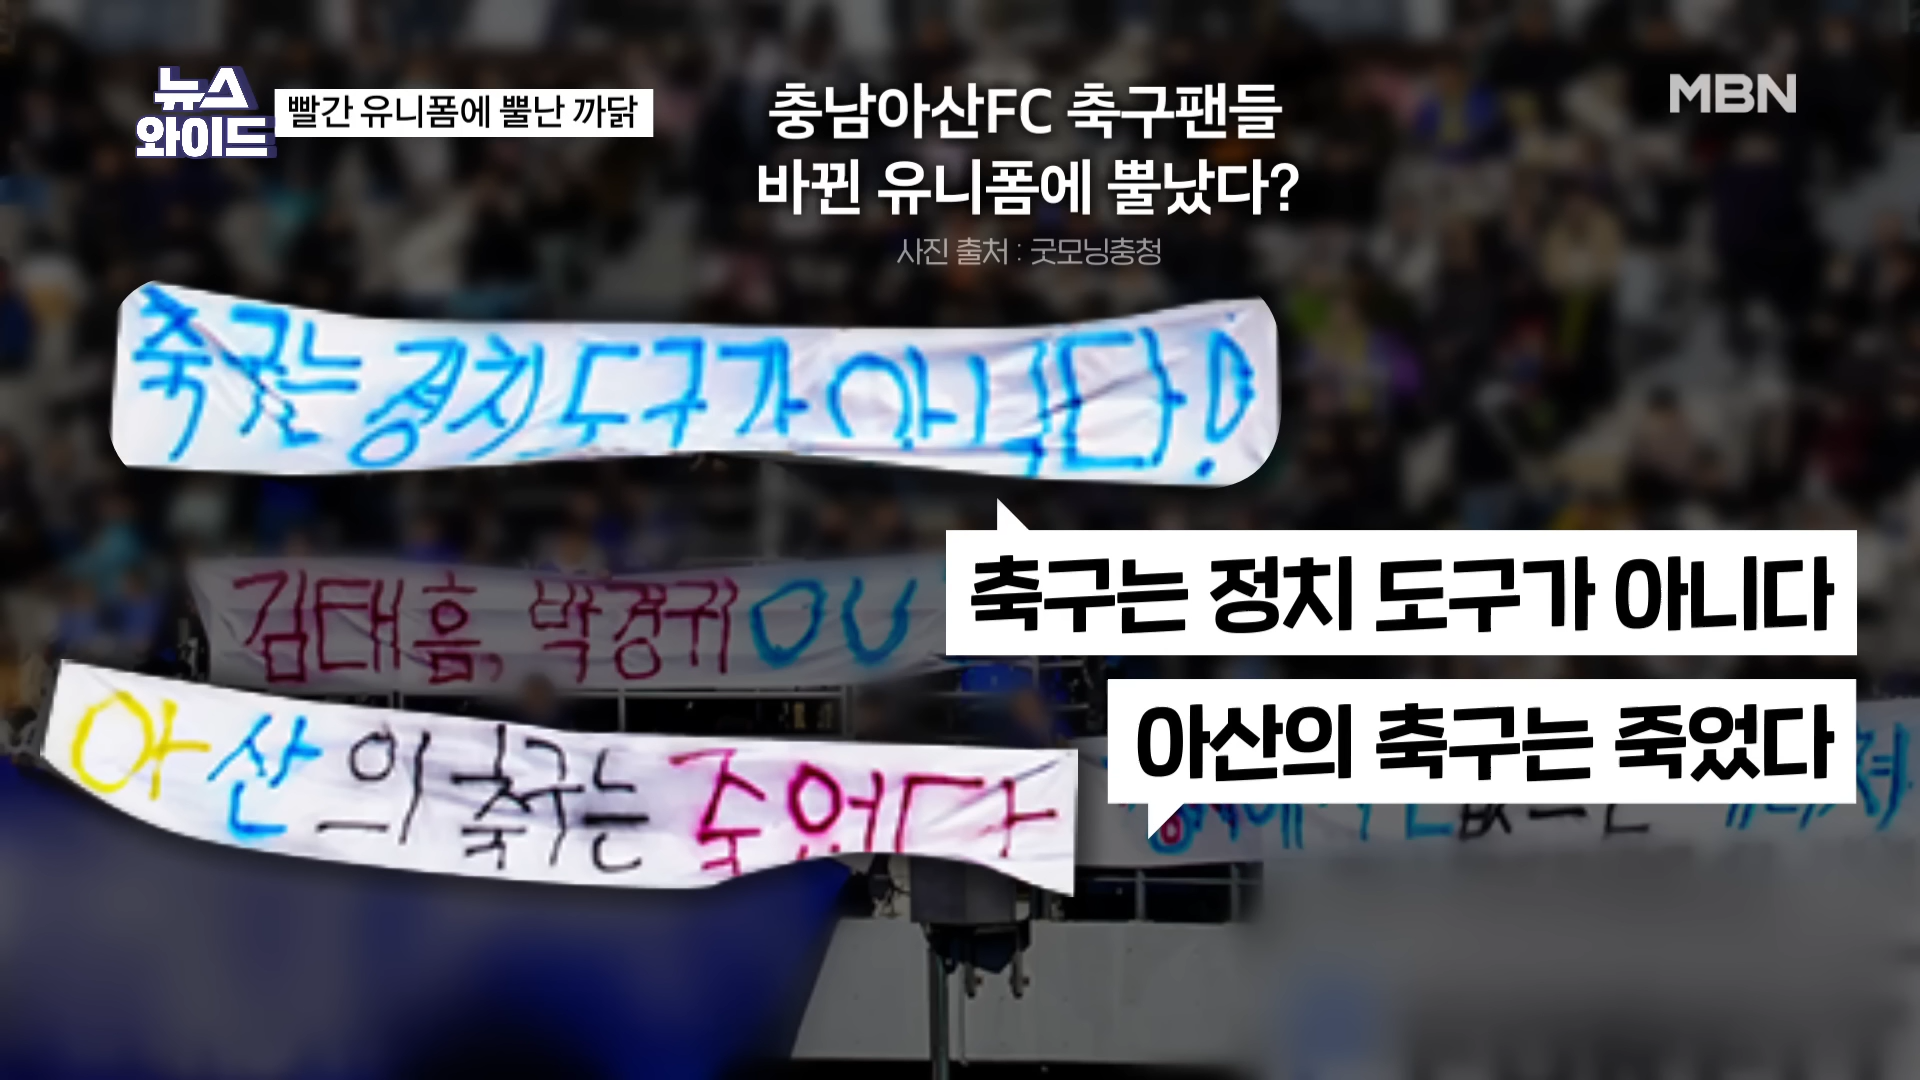 뉴스
와이드
빨간 유니폼에 뿔난 까닭
충남아산FC 축구팬들
바뀐 유니폼에 뿔났다?
사진 출처 : 굿모닝충청
MBN
축구는 정치 도구가 아니다!
축구는 정치 도구가 아니다
김태흠, 박경귀 OU
아산의 축구는 죽었다
아산의 축구는 죽었다